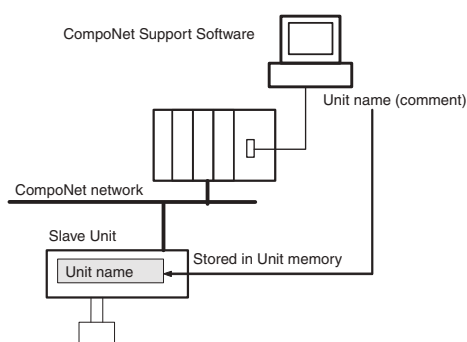 CompoNet Support Software
Unit name (comment)
CompoNet network
Slave Unit
Stored in Unit memory
Unit name